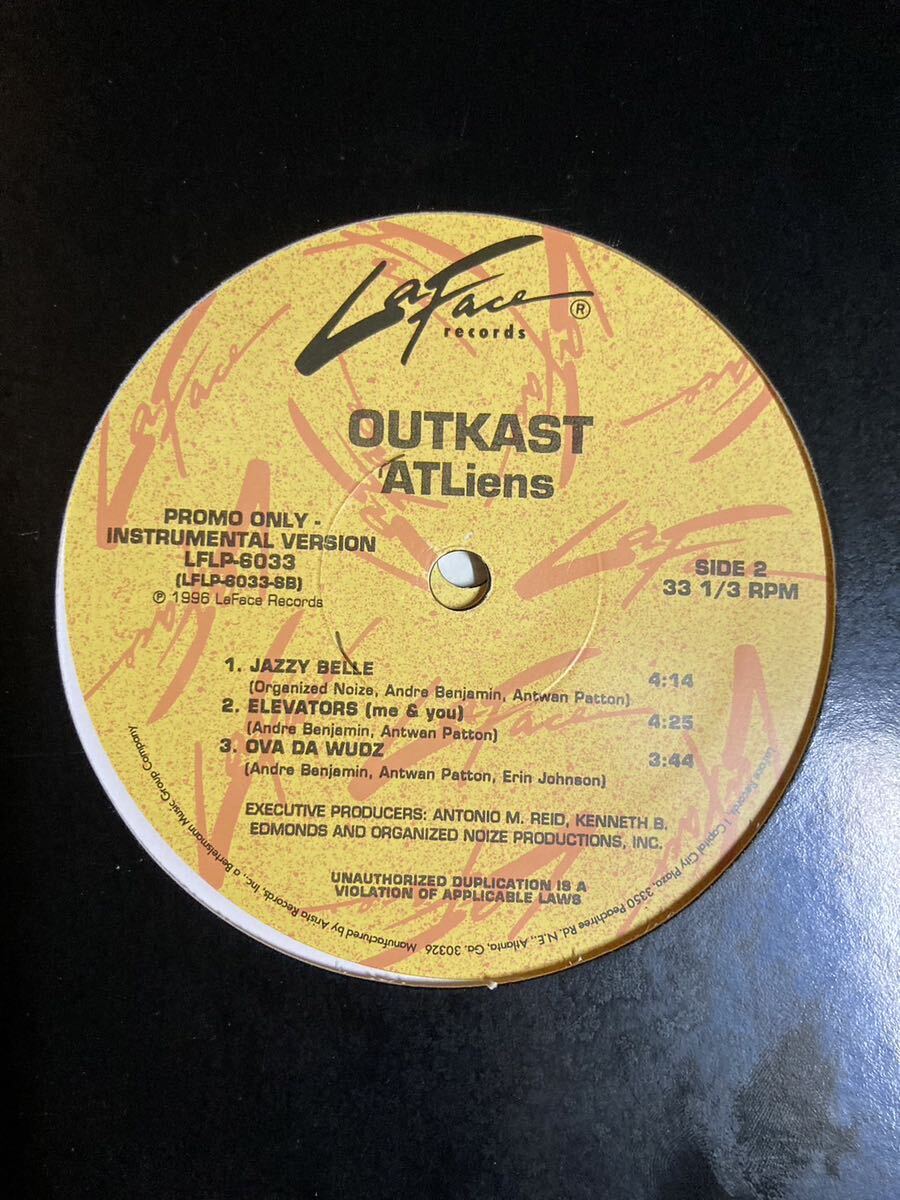 LaFace ®
records
OUTKAST
ATLiens
PROMO ONLY -
INSTRUMENTAL VERSION
LFLP-6033
(LFLP-6033-SB)
℗ 1996 LaFace Records
SIDE 2
33 1/3 RPM
1. JAZZY BELLE 4:14
(Organized Noize, Andre Benjamin, Antwan Patton)
2. ELEVATORS (me & you) 4:25
(Andre Benjamin, Antwan Patton)
3. OVA DA WUDZ 3:44
(Andre Benjamin, Antwan Patton, Erin Johnson)
EXECUTIVE PRODUCERS: ANTONIO M. REID, KENNETH B.
EDMONDS AND ORGANIZED NOIZE PRODUCTIONS, INC.
UNAUTHORIZED DUPLICATION IS A
VIOLATION OF APPLICABLE LAWS
LaFace Records, 1 Capital City Plaza, 3350 Peachtree Rd. N.E., Atlanta, Ga. 30326 Manufactured by Arista Records, Inc., a Bertelsmann Music Group Company